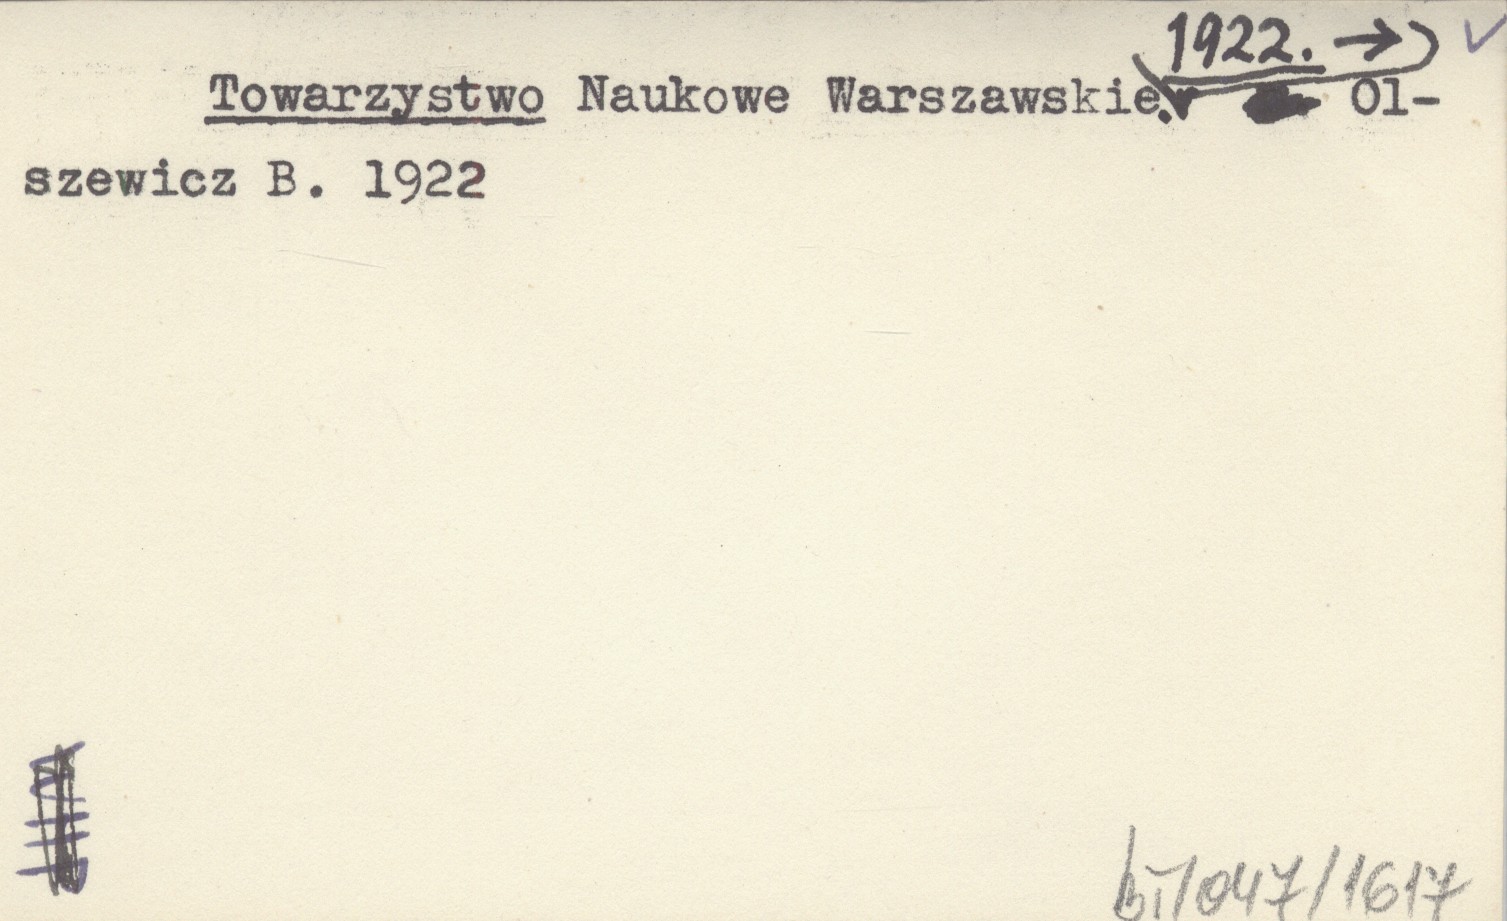 1922. →
Towarzystwo Naukowe Warszawskie. Ol-
szewicz B. 1922
bi/047/1617